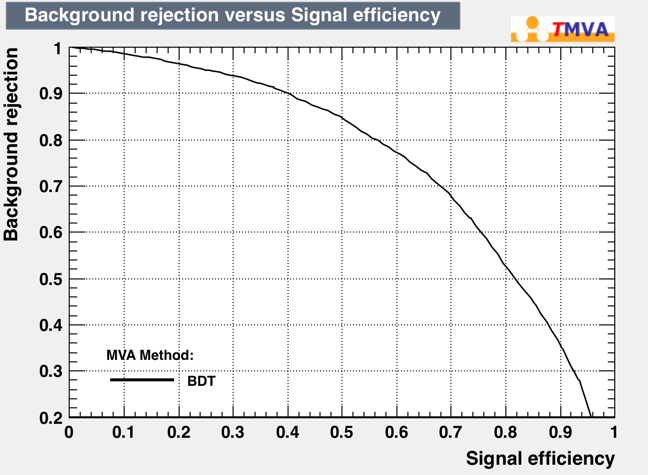 Background rejection versus Signal efficiency
TMVA
Background rejection
1
0.9
0.8
0.7
0.6
0.5
0.4
0.3
0.2
MVA Method:
BDT
0 0.1 0.2 0.3 0.4 0.5 0.6 0.7 0.8 0.9 1
Signal efficiency